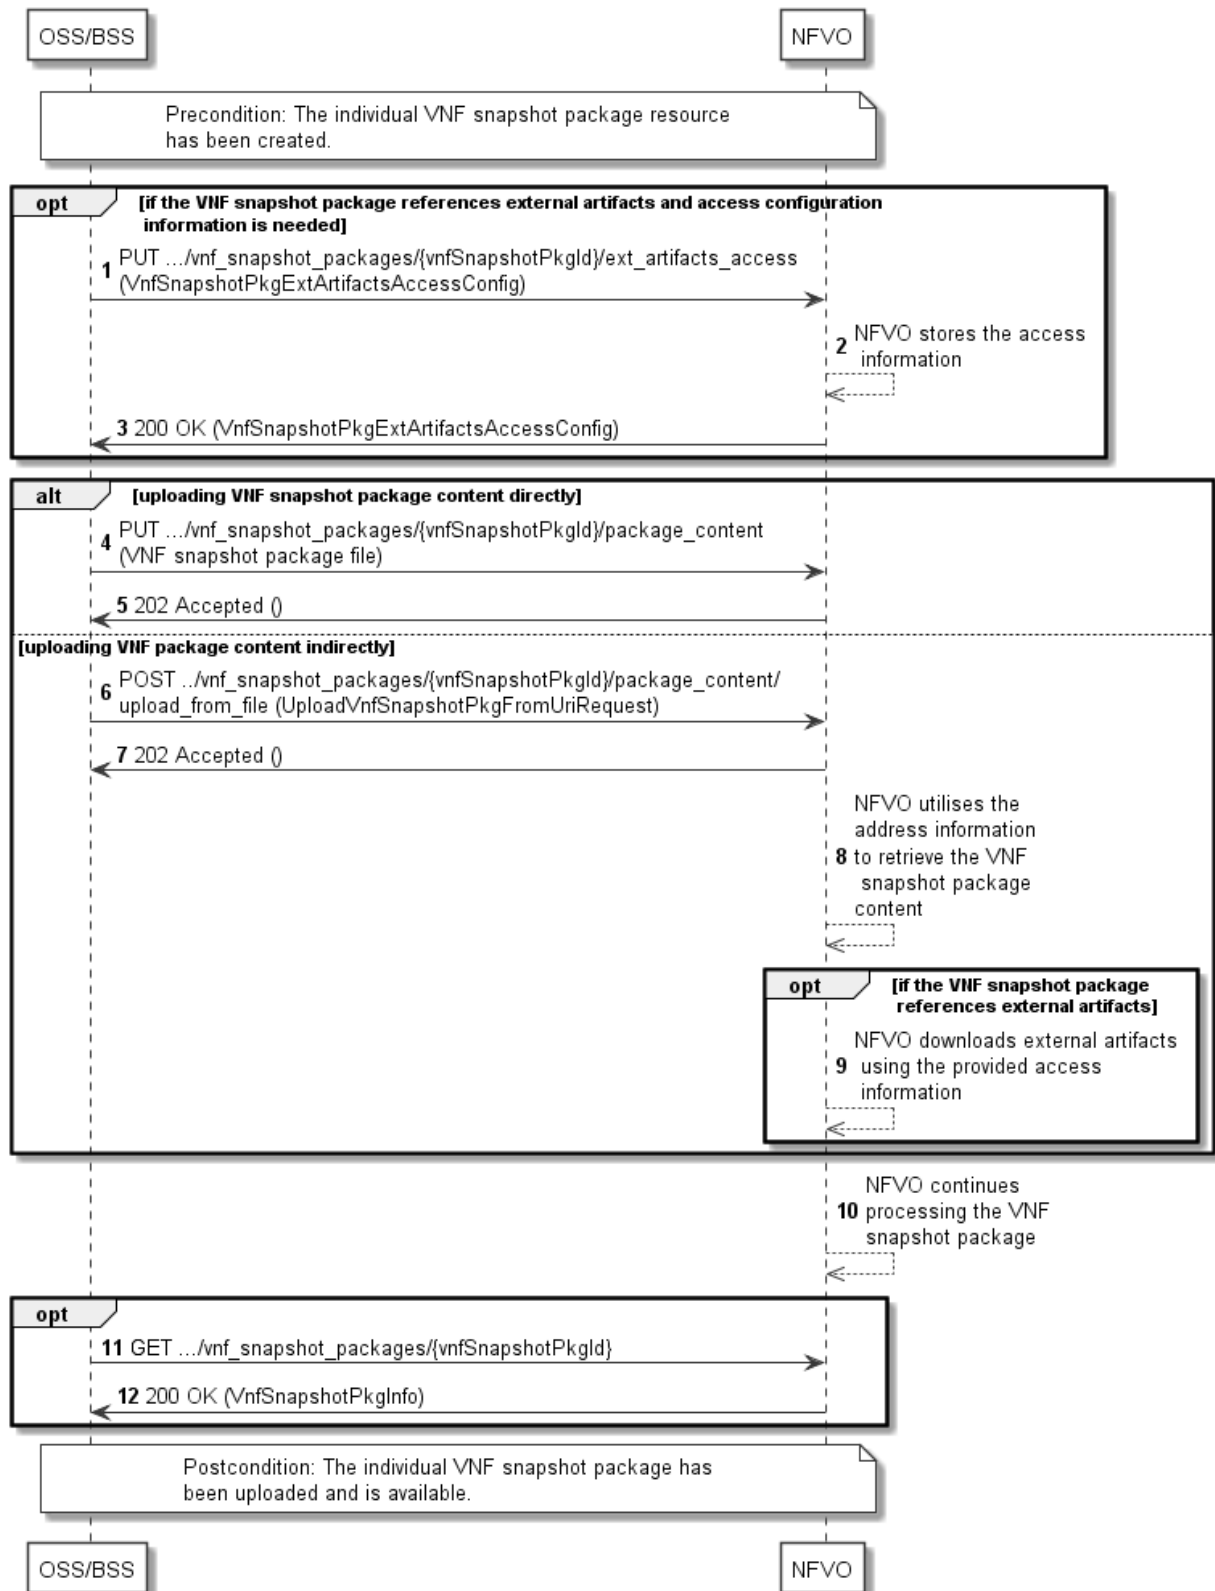 OSS/BSS
NFVO
Precondition: The individual VNF snapshot package resource
has been created.
opt
[if the VNF snapshot package references external artifacts and access configuration
information is needed]
1
PUT .../vnf_snapshot_packages/{vnfSnapshotPkgId}/ext_artifacts_access
(VnfSnapshotPkgExtArtifactsAccessConfig)
2
NFVO stores the access
information
3 200 OK (VnfSnapshotPkgExtArtifactsAccessConfig)
alt
[uploading VNF snapshot package content directly]
4
PUT .../vnf_snapshot_packages/{vnfSnapshotPkgId}/package_content
(VNF snapshot package file)
5 202 Accepted ()
[uploading VNF package content indirectly]
6
POST ../vnf_snapshot_packages/{vnfSnapshotPkgId}/package_content/
upload_from_file (UploadVnfSnapshotPkgFromUriRequest)
7 202 Accepted ()
NFVO utilises the
address information
8 to retrieve the VNF
snapshot package
content
opt
[if the VNF snapshot package
references external artifacts]
NFVO downloads external artifacts
9 using the provided access
information
NFVO continues
10 processing the VNF
snapshot package
opt
11 GET .../vnf_snapshot_packages/{vnfSnapshotPkgId}
12 200 OK (VnfSnapshotPkgInfo)
Postcondition: The individual VNF snapshot package has
been uploaded and is available.
OSS/BSS
NFVO